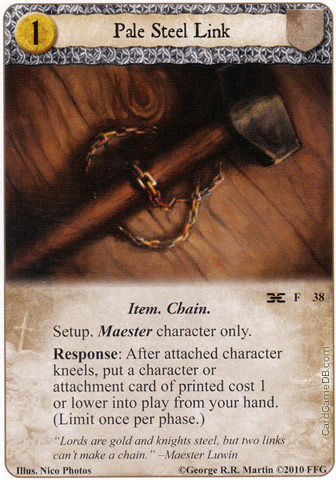 1
Pale Steel Link
F 38
Item. Chain.
Setup. Maester character only.
Response: After attached character
kneels, put a character or
attachment card of printed cost 1
or lower into play from your hand.
(Limit once per phase.)
"Lords are gold and knights steel, but two links
can't make a chain." –Maester Luwin
Illus. Nico Photos ©George R.R. Martin ©2010 FFG
CardGameDB.com